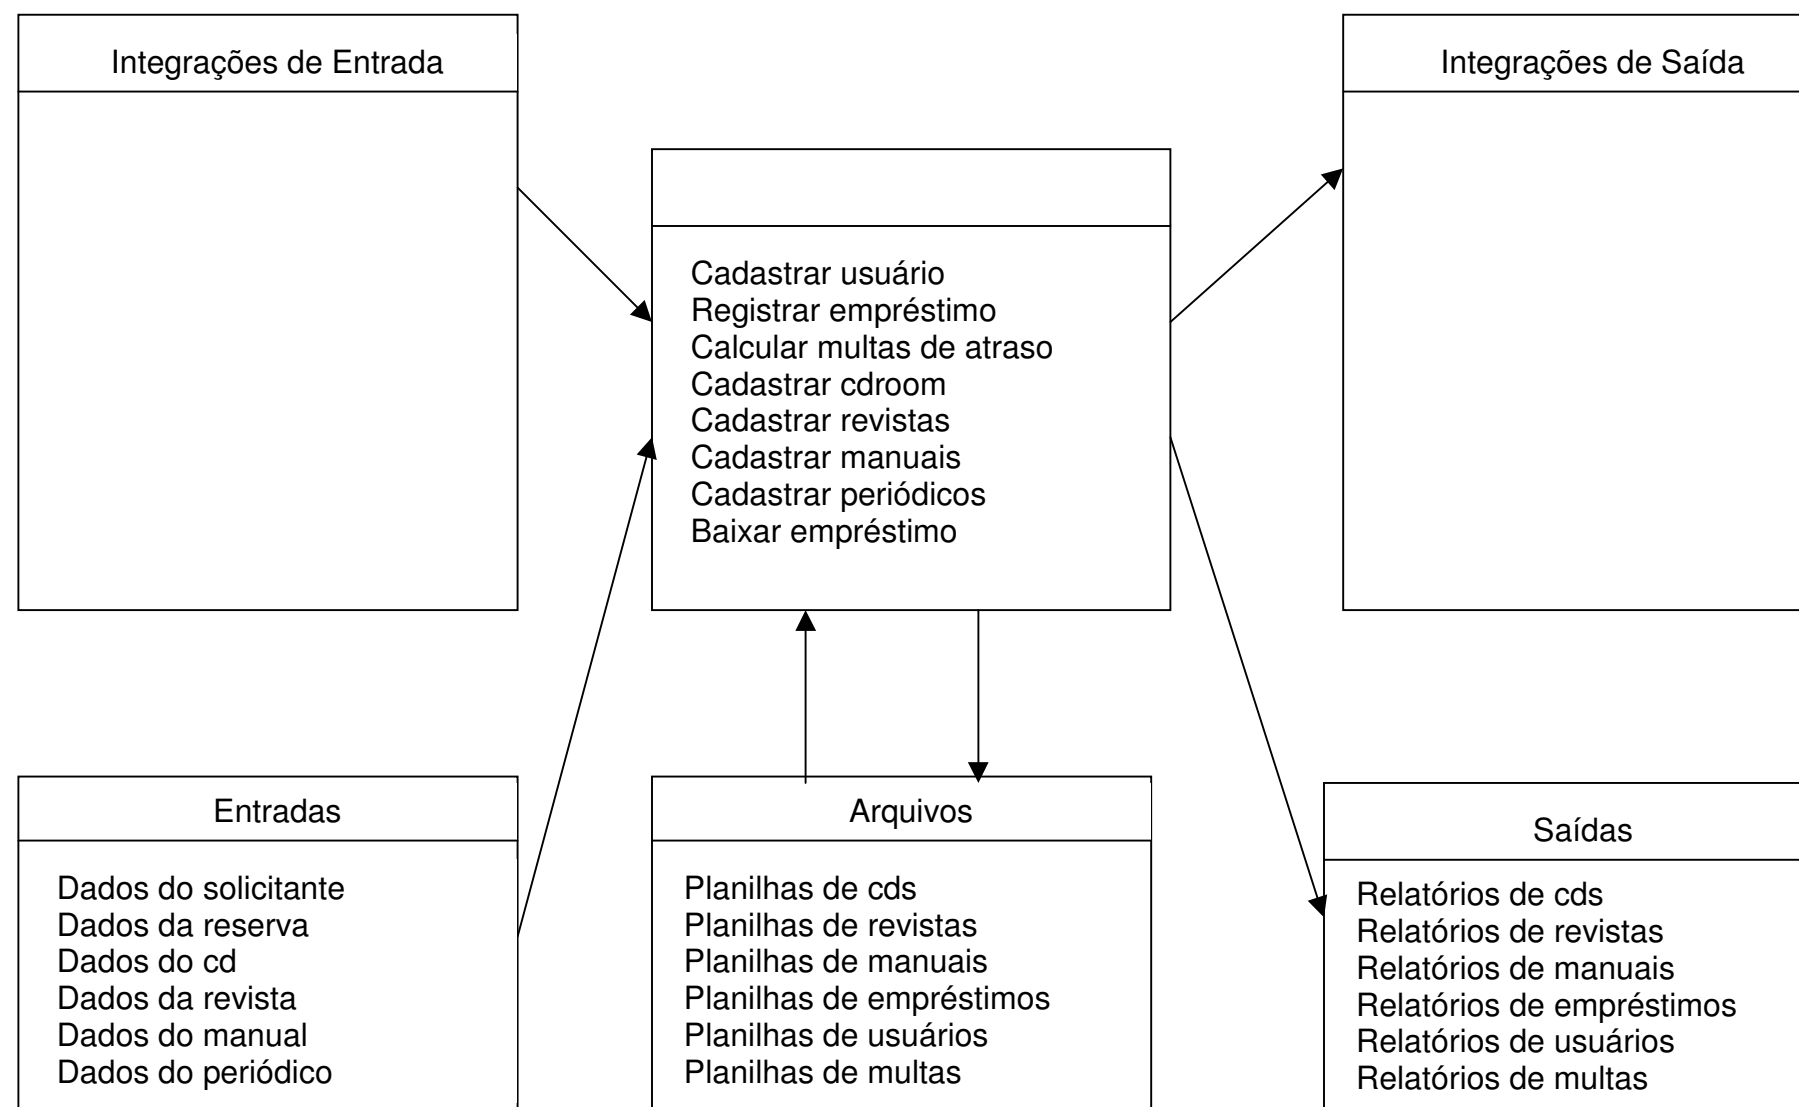 Integrações de Entrada
Integrações de Saída
Cadastrar usuário
Registrar empréstimo
Calcular multas de atraso
Cadastrar cdroom
Cadastrar revistas
Cadastrar manuais
Cadastrar periódicos
Baixar empréstimo
Entradas
Dados do solicitante
Dados da reserva
Dados do cd
Dados da revista
Dados do manual
Dados do periódico
Arquivos
Planilhas de cds
Planilhas de revistas
Planilhas de manuais
Planilhas de empréstimos
Planilhas de usuários
Planilhas de multas
Saídas
Relatórios de cds
Relatórios de revistas
Relatórios de manuais
Relatórios de empréstimos
Relatórios de usuários
Relatórios de multas